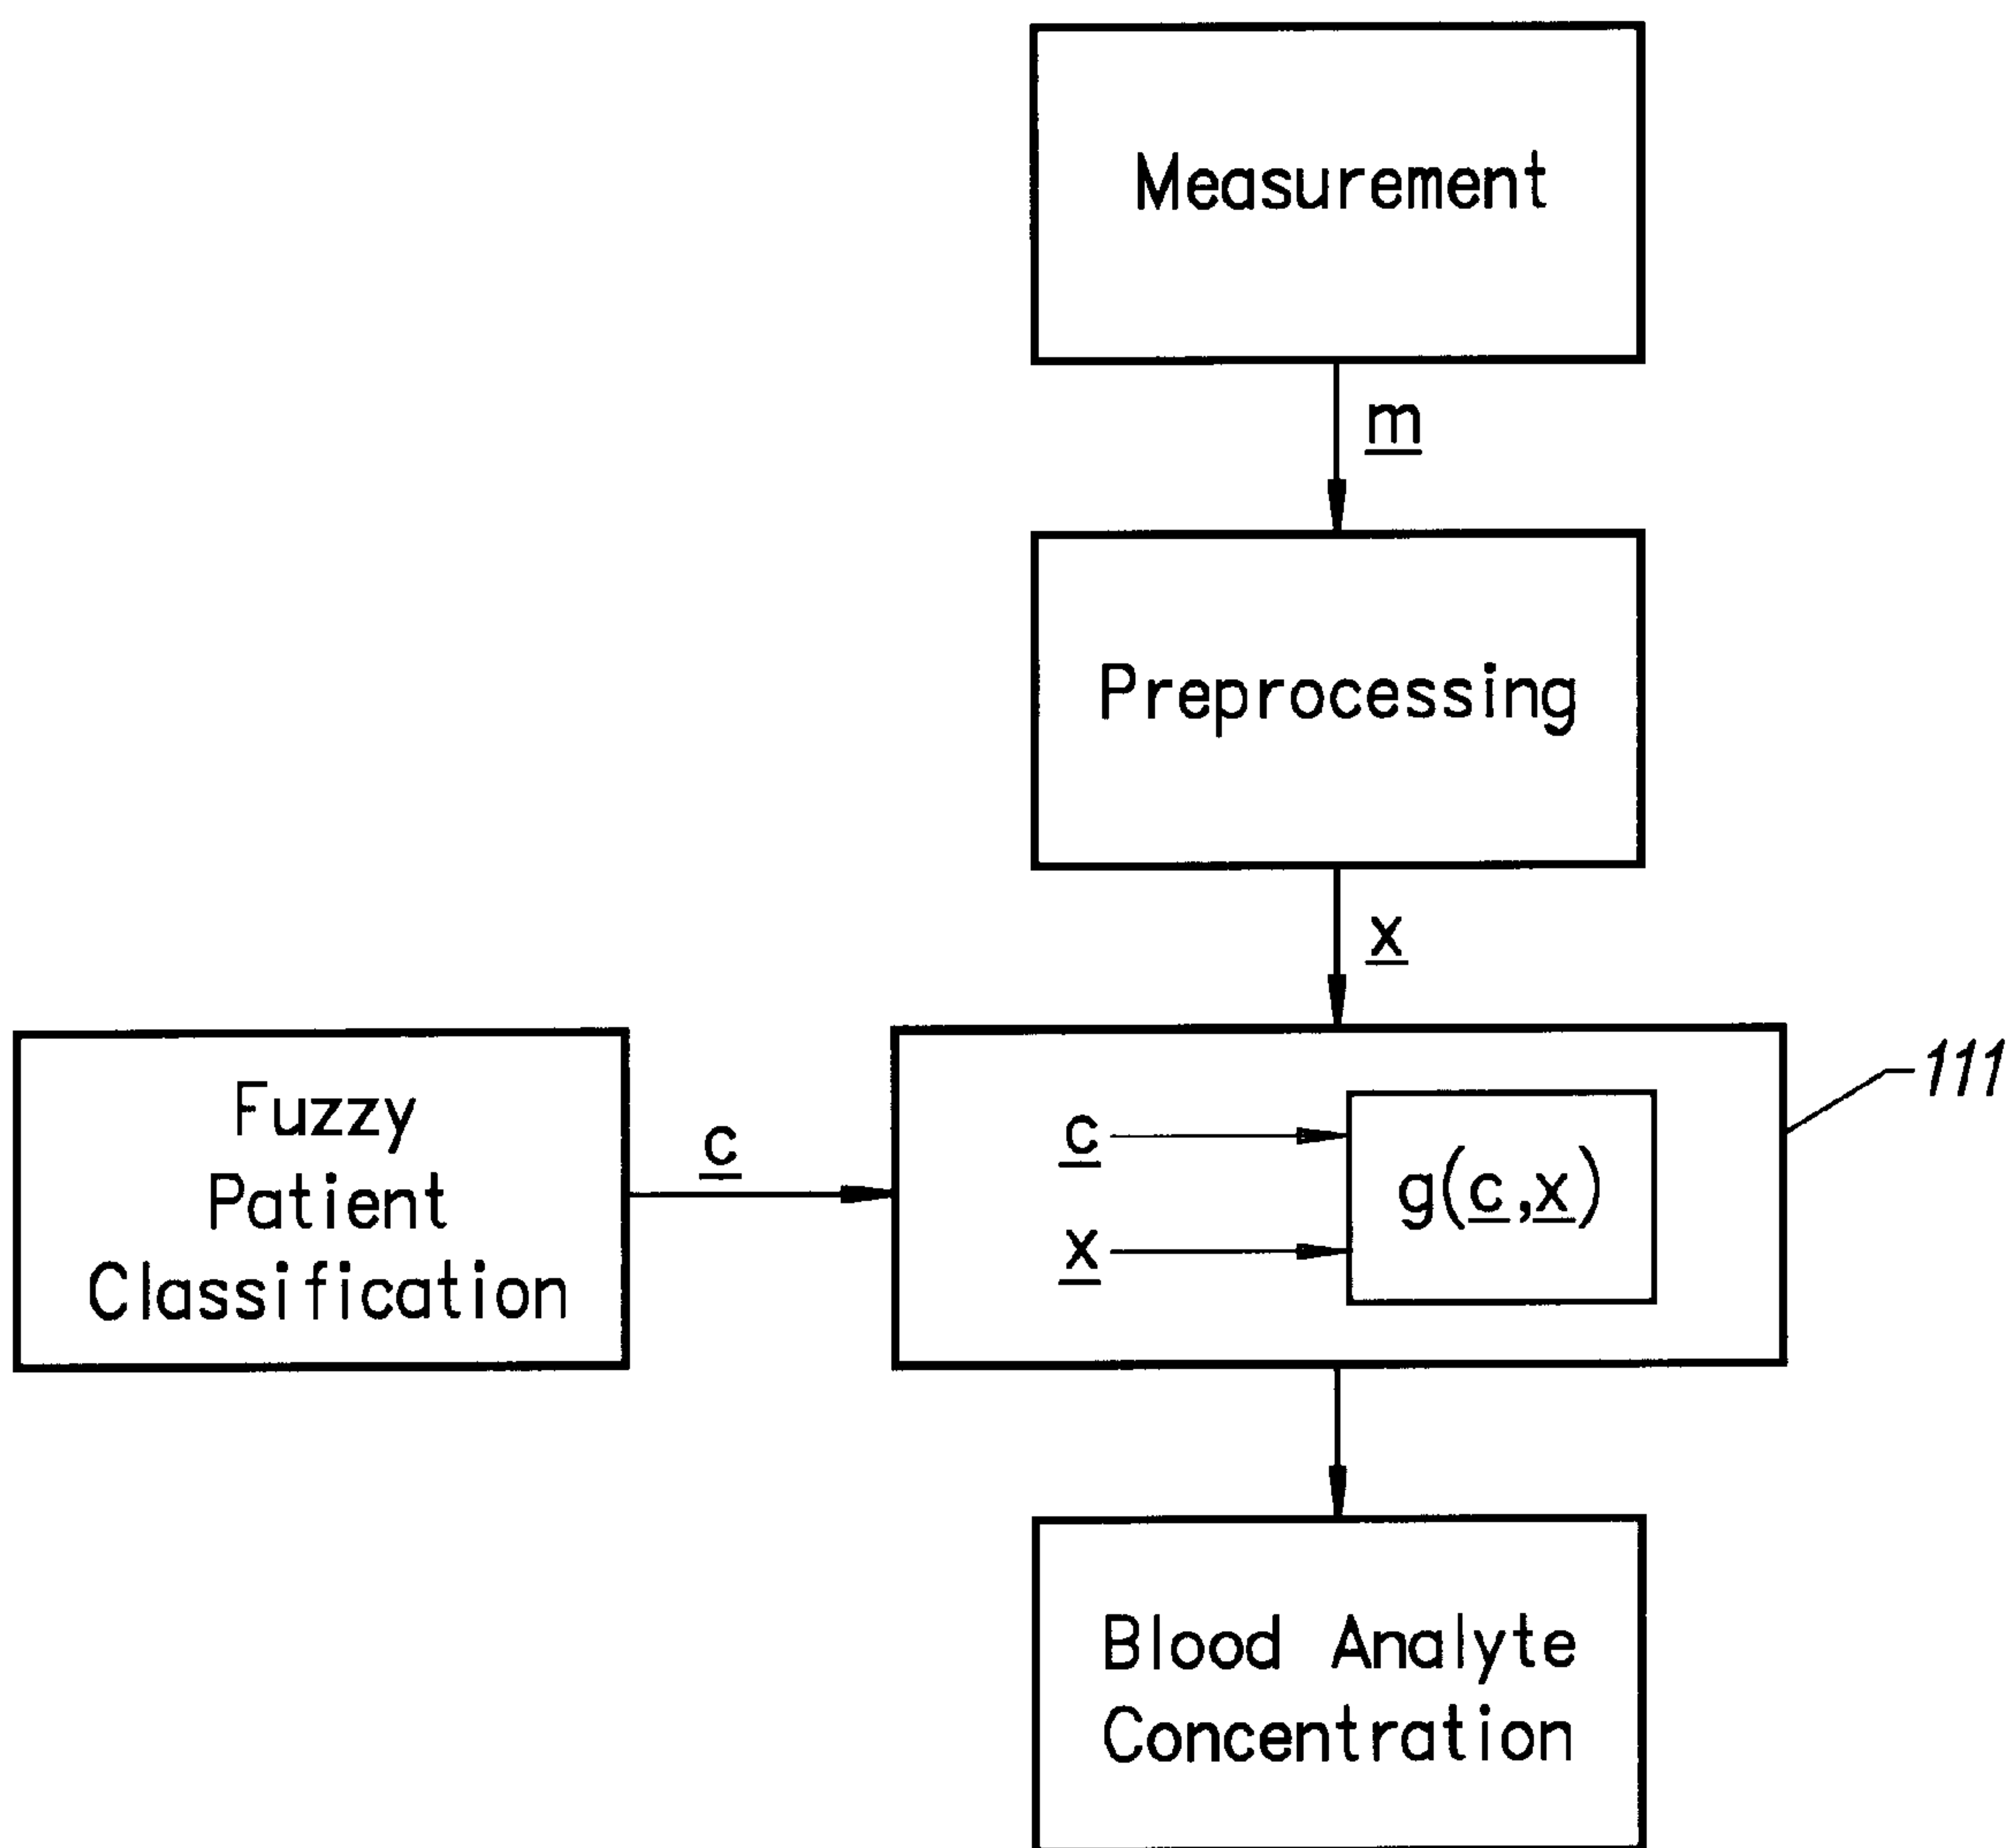 Measurement
m
Preprocessing
x
111
Fuzzy
Patient
Classification
c
c
x
g(c,x)
Blood Analyte
Concentration